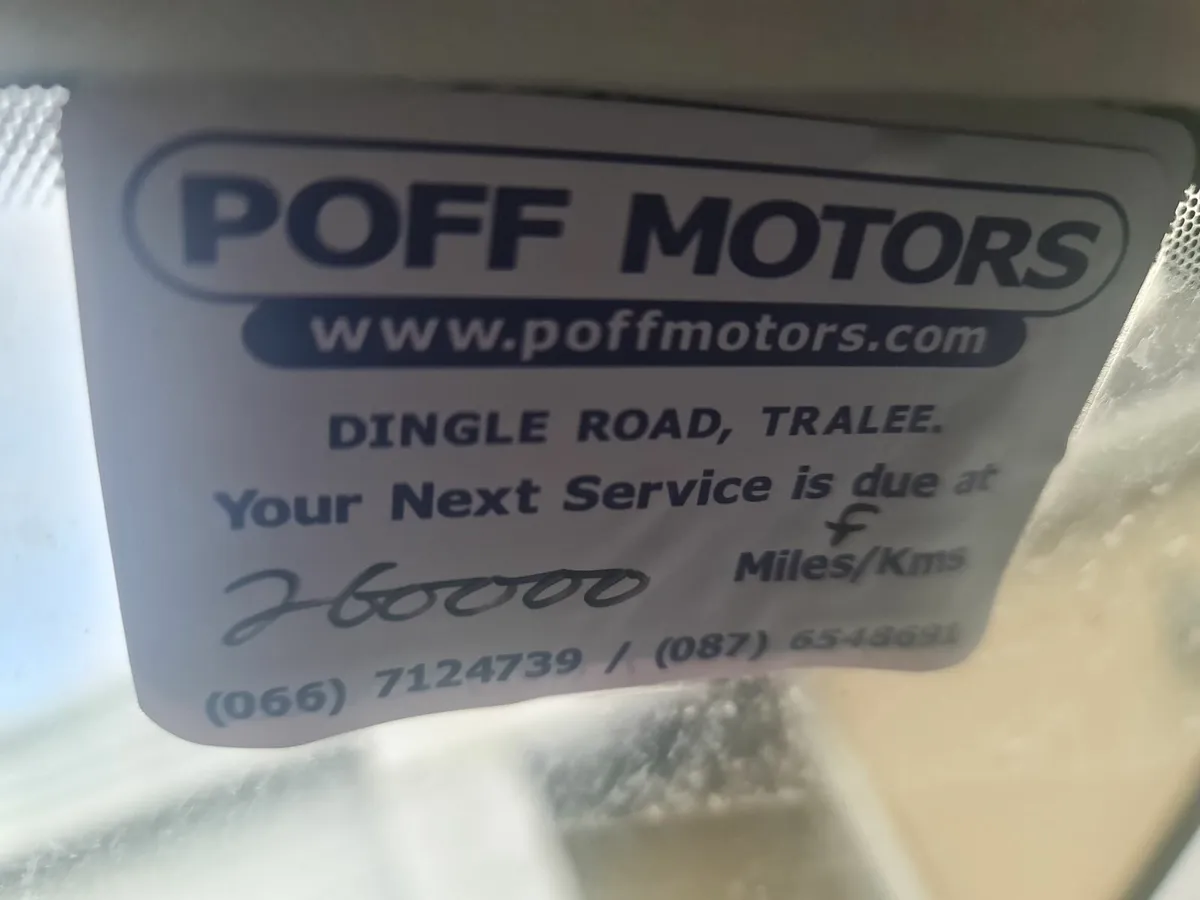 POFF MOTORS
www.poffmotors.com
DINGLE ROAD, TRALEE.
Your Next Service is due at
f
260000 Miles/Kms
(066) 7124739 / (087) 6548691